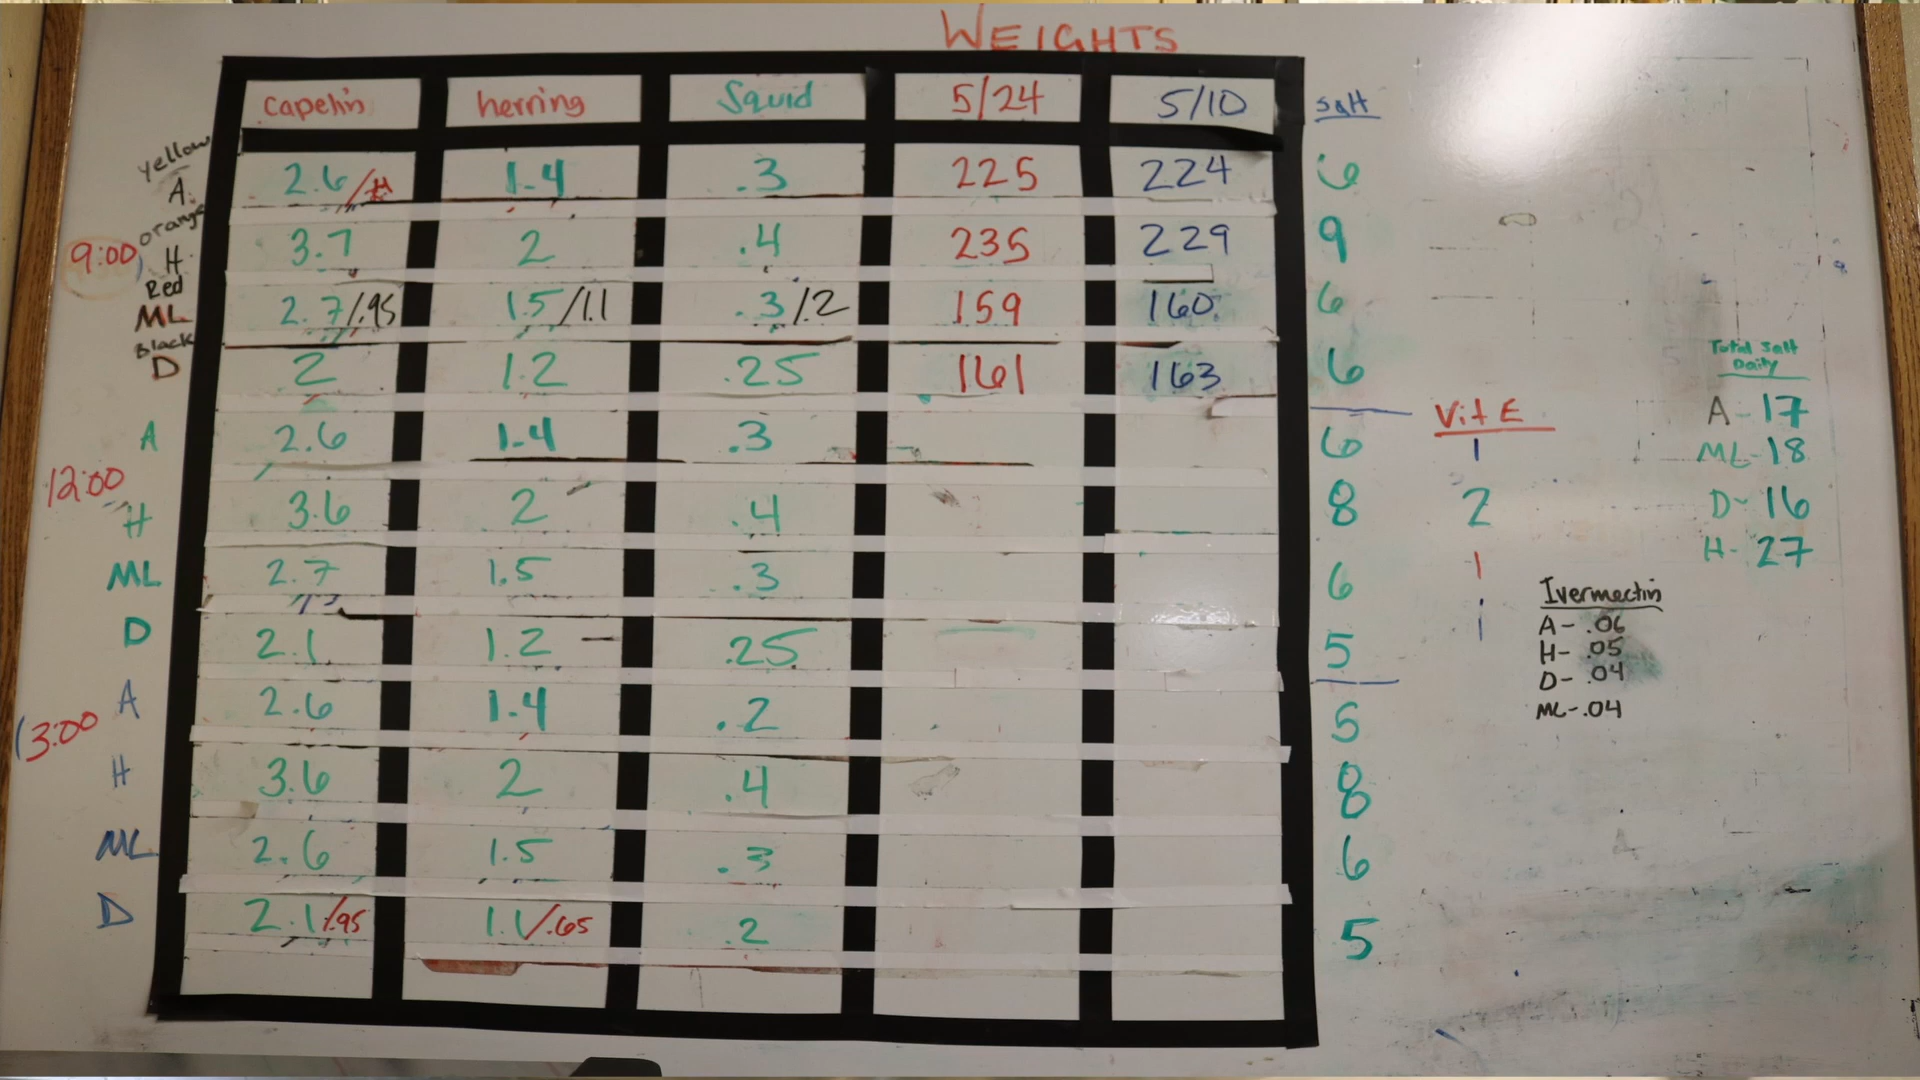 WEIGHTS
capelin herring Squid 5/24 5/10 salt
yellow
A. 2.6/ 1.4 .3 225 224 6
orange
9:00 H 3.7 2 .4 235 229 9
Red
ML 2.7/.95 1.5/1.1 .3/.2 159 160 6
Black
D 2 1.2 .25 161 163 6
Vit E
A 2.6 1.4 .3 6 1
12:00
H 3.6 2 .4 8 2
ML 2.7 1.5 .3 6 1
D 2.1 1.2 .25 5 1
A 2.6 1.4 .2 5
3:00
H 3.6 2 .4 8
ML 2.6 1.5 .3 6
D 2.1/.95 1.1/.65 .2 5
Total Salt
Daily
A - 17
ML - 18
D - 16
H - 27
Ivermectin
A - .06
H - .05
D - .04
ML - .04